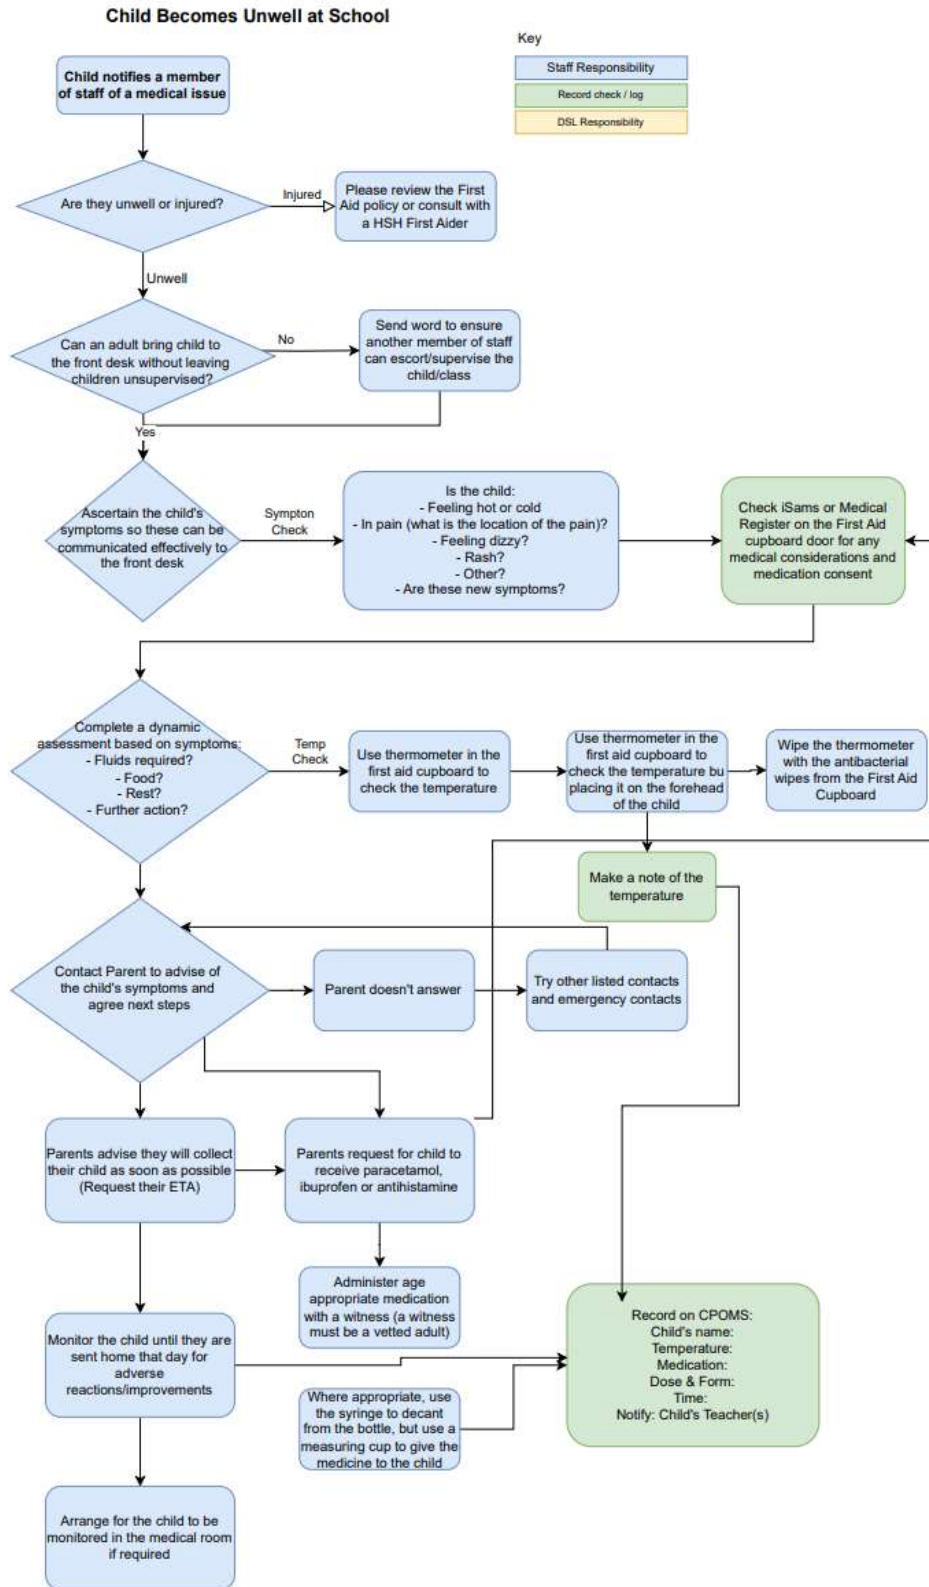 Child Becomes Unwell at School
Key
Staff Responsibility
Record check / log
DSL Responsibility
Child notifies a member
of staff of a medical issue
Are they unwell or injured?
Injured
Please review the First
Aid policy or consult with
a HSH First Aider
Unwell
Can an adult bring child to
the front desk without leaving
children unsupervised?
No
Send word to ensure
another member of staff
can escort/supervise the
child/class
Yes
Ascertain the child's
symptoms so these can be
communicated effectively to
the front desk
Sympton
Check
Is the child:
- Feeling hot or cold
- In pain (what is the location of the pain)?
- Feeling dizzy?
- Rash?
- Other?
- Are these new symptoms?
Check iSams or Medical
Register on the First Aid
cupboard door for any
medical considerations and
medication consent
Complete a dynamic
assessment based on symptoms:
- Fluids required?
- Food?
- Rest?
- Further action?
Temp
Check
Use thermometer in the
first aid cupboard to
check the temperature
Use thermometer in the
first aid cupboard to
check the temperature bu
placing it on the forehead
of the child
Wipe the thermometer
with the antibacterial
wipes from the First Aid
Cupboard
Make a note of the
temperature
Contact Parent to advise of
the child's symptoms and
agree next steps
Parent doesn't answer
Try other listed contacts
and emergency contacts
Parents advise they will collect
their child as soon as possible
(Request their ETA)
Parents request for child to
receive paracetamol,
ibuprofen or antihistamine
Administer age
appropriate medication
with a witness (a witness
must be a vetted adult)
Monitor the child until they are
sent home that day for
adverse
reactions/improvements
Where appropriate, use
the syringe to decant
from the bottle, but use a
measuring cup to give the
medicine to the child
Record on CPOMS:
Child's name:
Temperature:
Medication:
Dose & Form:
Time:
Notify: Child's Teacher(s)
Arrange for the child to be
monitored in the medical room
if required